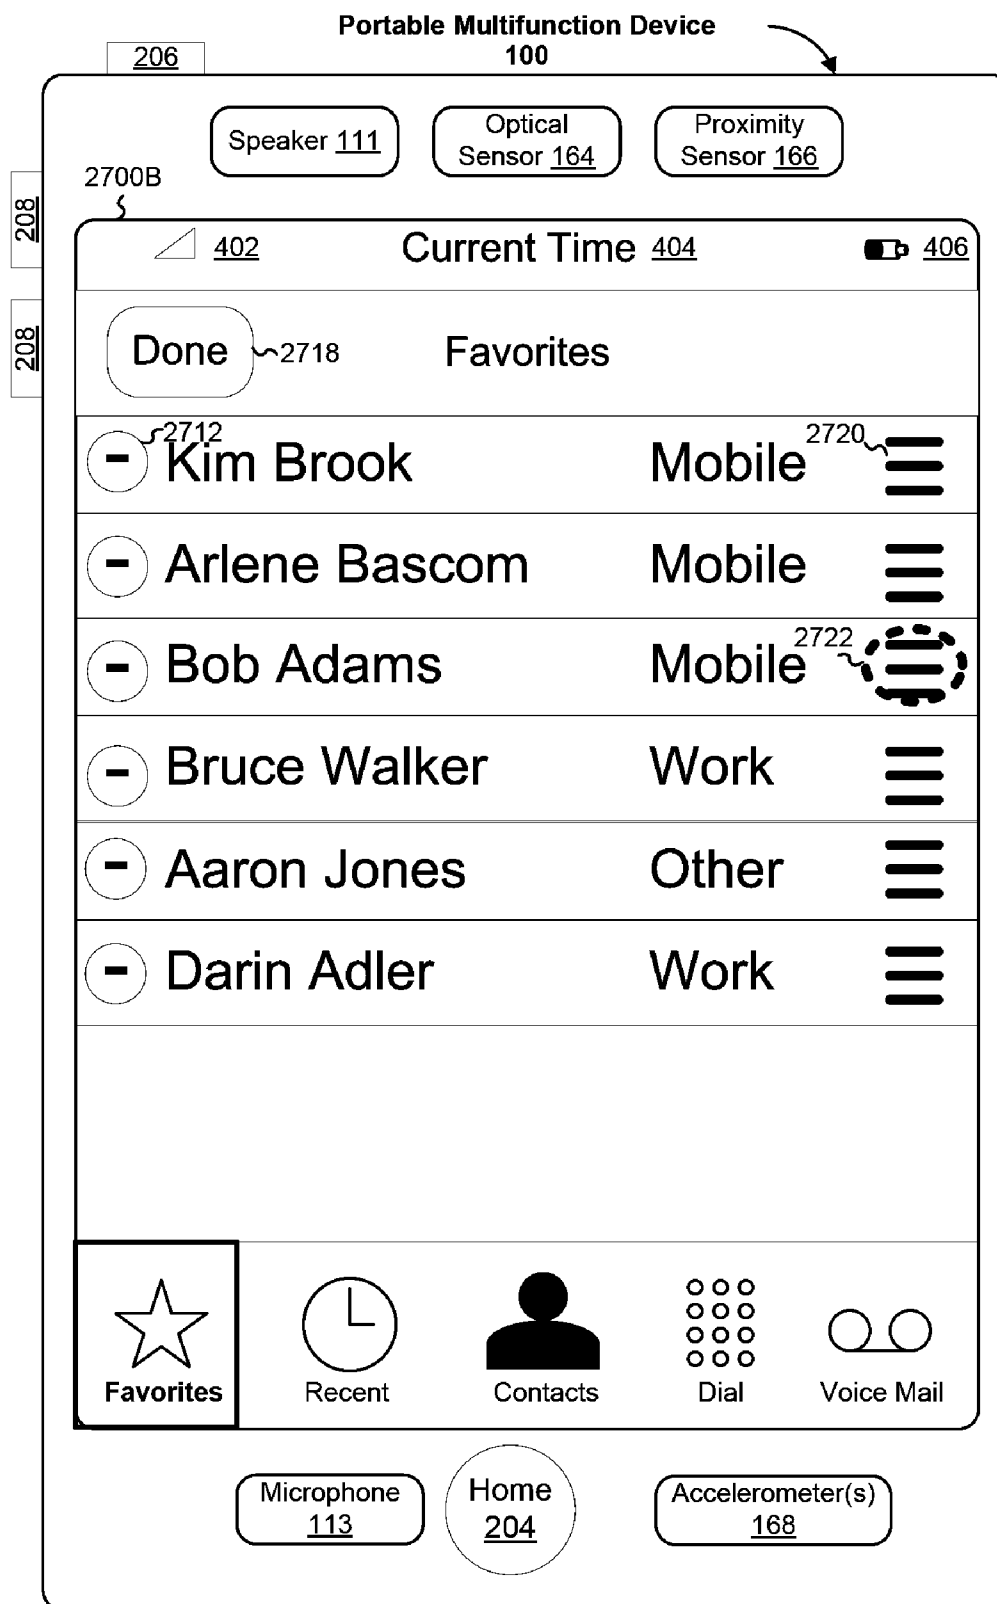 Portable Multifunction Device
100
206
Speaker 111
Optical
Sensor 164
Proximity
Sensor 166
2700B
208
402
Current Time 404
406
208
Done
2718
Favorites
2712
Kim Brook
Mobile
2720
-
Arlene Bascom
Mobile
-
Bob Adams
Mobile
2722
-
Bruce Walker
Work
-
Aaron Jones
Other
-
Darin Adler
Work
-
Favorites
Recent
Contacts
Dial
Voice Mail
Microphone
113
Home
204
Accelerometer(s)
168